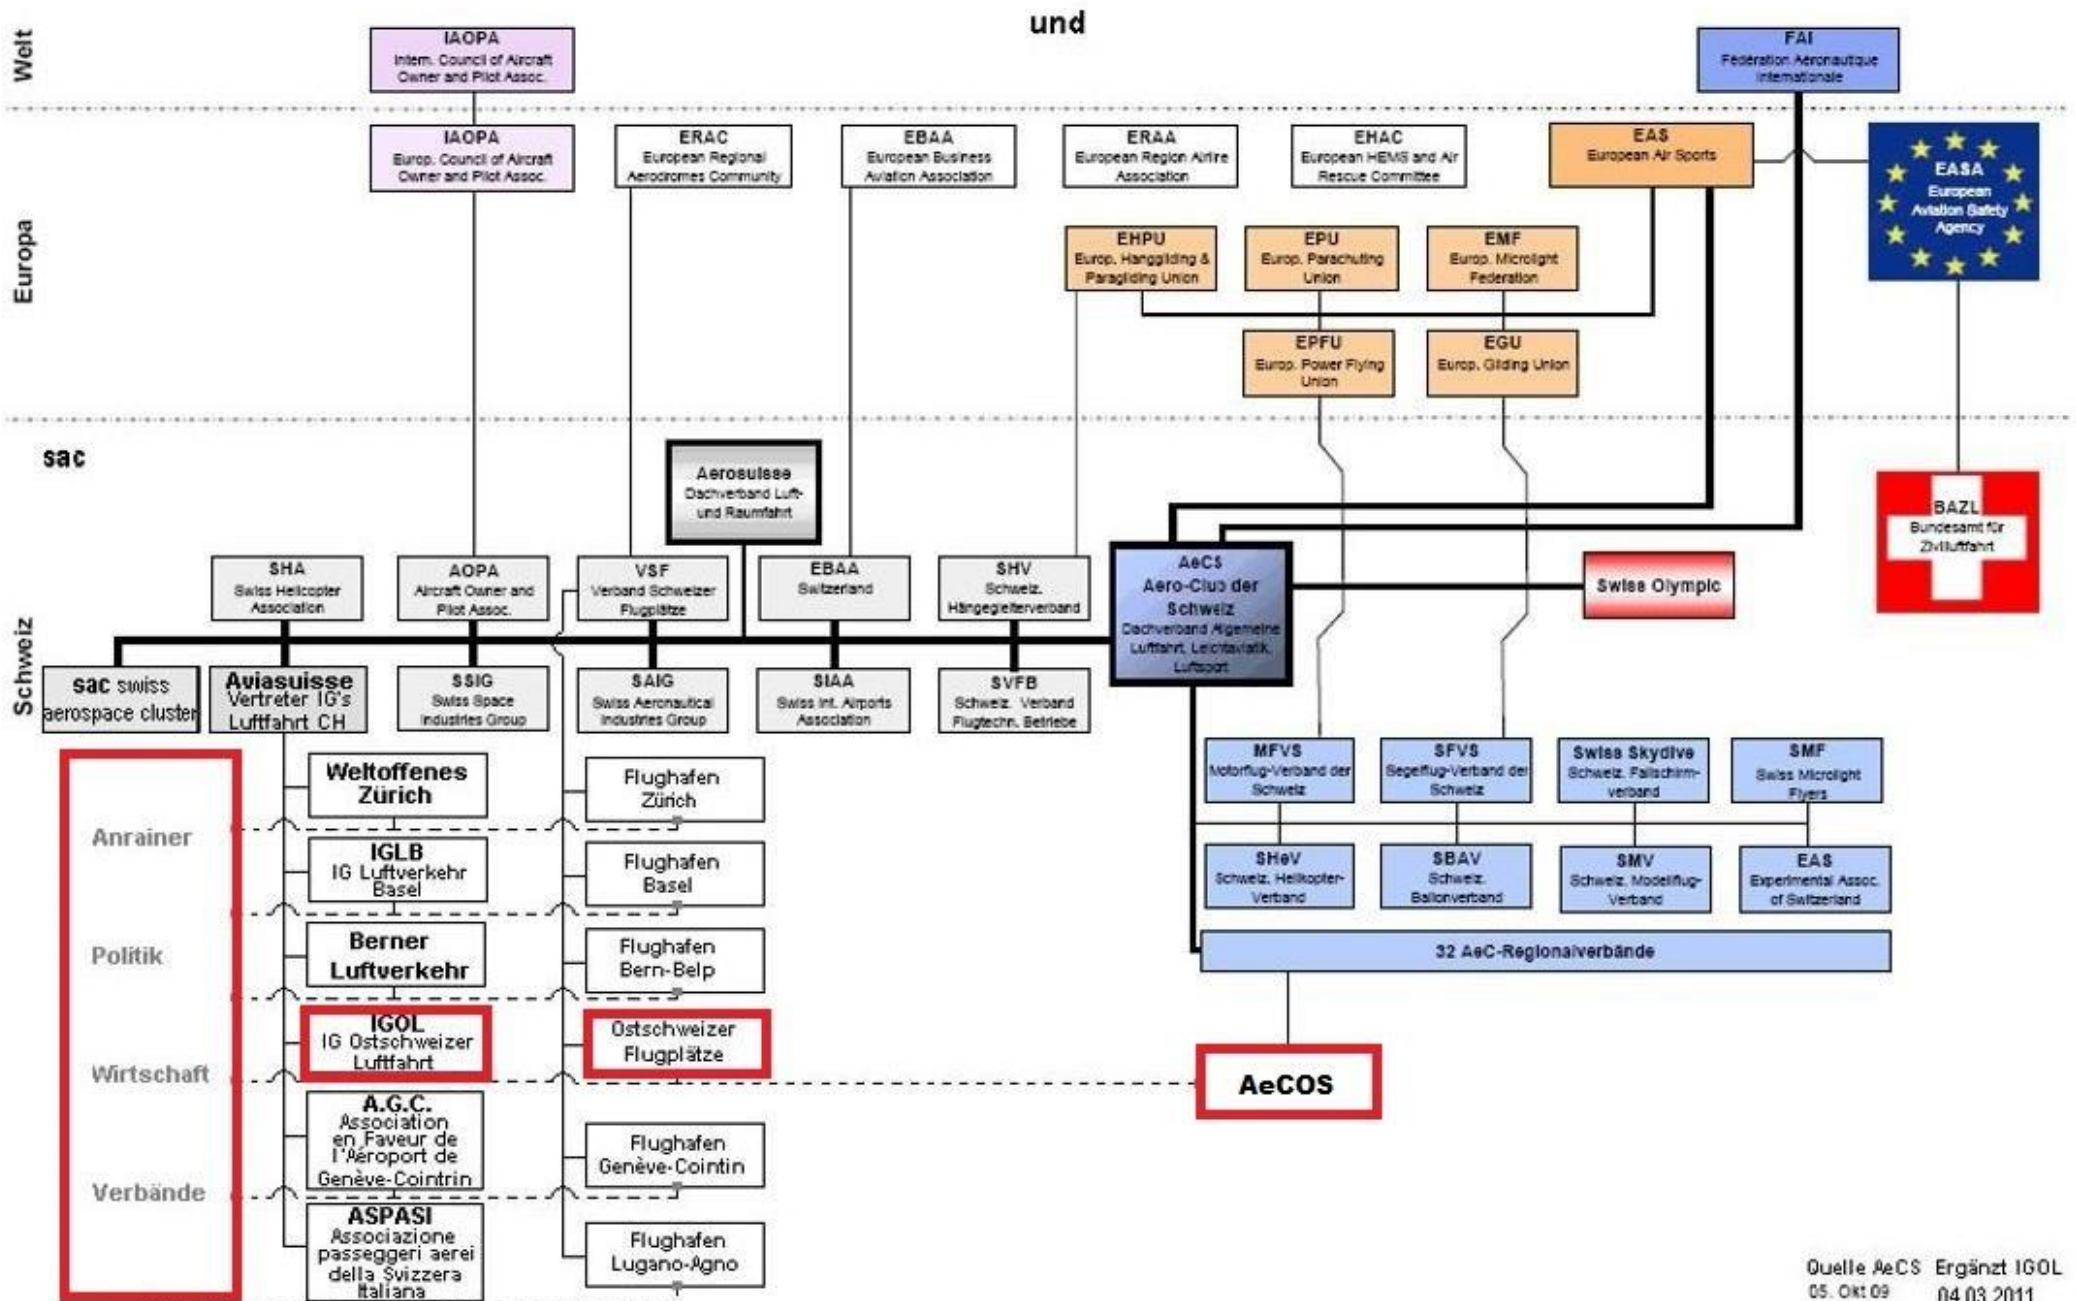 und
Welt
IAOPA
Intern. Council of Aircraft
Owner and Pilot Assoc.
FAI
Fédération Aéronautique
Internationale
Europa
IAOPA
Europ. Council of Aircraft
Owner and Pilot Assoc.
ERAC
European Regional
Aerodromes Community
EBAA
European Business
Aviation Association
ERAA
European Region Airline
Association
EHAC
European HEMS and Air
Rescue Committee
EAS
European Air Sports
EASA
European
Aviation Safety
Agency
EHPU
Europ. Hanggliding &
Paragliding Union
EPU
Europ. Parachuting
Union
EMF
Europ. Microlight
Federation
EPFU
Europ. Power Flying
Union
EGU
Europ. Gliding Union
sac
Schweiz
Aerosuisse
Dachverband Luft-
und Raumfahrt
BAZL
Bundesamt für
Zivilluftfahrt
SHA
Swiss Helicopter
Association
AOPA
Aircraft Owner and
Pilot Assoc.
VSF
Verband Schweizer
Flugplätze
EBAA
Switzerland
SHV
Schweiz.
Hängegleiterverband
AeCS
Aero-Club der
Schweiz
Dachverband Allgemeine
Luftfahrt, Leichtaviatik,
Luftsport
Swiss Olympic
sac swiss
aerospace cluster
Aviasuisse
Vertreter IG's
Luftfahrt CH
SSIG
Swiss Space
Industries Group
SAIG
Swiss Aeronautical
Industries Group
SIAA
Swiss Int. Airports
Association
SVFB
Schweiz. Verband
Flugtechn. Betriebe
MFVS
Motorflug-Verband der
Schweiz
SFVS
Segelflug-Verband der
Schweiz
Swiss Skydive
Schweiz. Fallschirm-
verband
SMF
Swiss Microlight
Flyers
SHeV
Schweiz. Helikopter-
Verband
SBAV
Schweiz.
Ballonverband
SMV
Schweiz. Modellflug-
Verband
EAS
Experimental Assoc.
of Switzerland
32 AeC-Regionalverbände
AeCOS
Anrainer
Politik
Wirtschaft
Verbände
Weltoffenes
Zürich
IGLB
IG Luftverkehr
Basel
Berner
Luftverkehr
IGOL
IG Ostschweizer
Luftfahrt
A.G.C.
Association
en Faveur de
l'Aéroport de
Genève-Cointrin
ASPASI
Associazione
passeggeri aerei
della Svizzera
Italiana
Flughafen
Zürich
Flughafen
Basel
Flughafen
Bern-Belp
Ostschweizer
Flugplätze
Flughafen
Genève-Cointin
Flughafen
Lugano-Agno
Quelle AeCS Ergänzt IGOL
05. Okt 09 04.03.2011